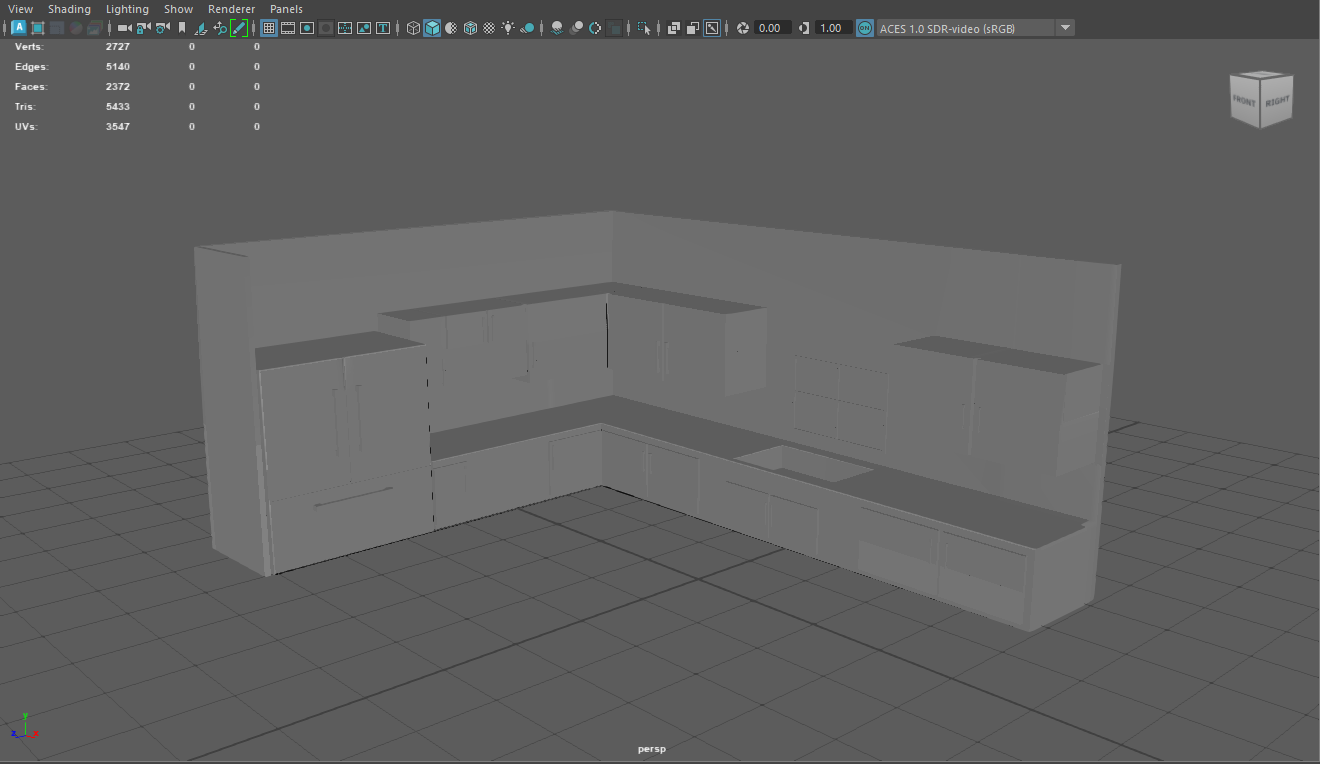 View Shading Lighting Show Renderer Panels
A T 0.00 1.00 ON ACES 1.0 SDR-video (sRGB)
Verts: 2727 0 0
Edges: 5140 0 0
Faces: 2372 0 0
Tris: 5433 0 0
UVs: 3547 0 0
FRONT RIGHT
y
z x
persp